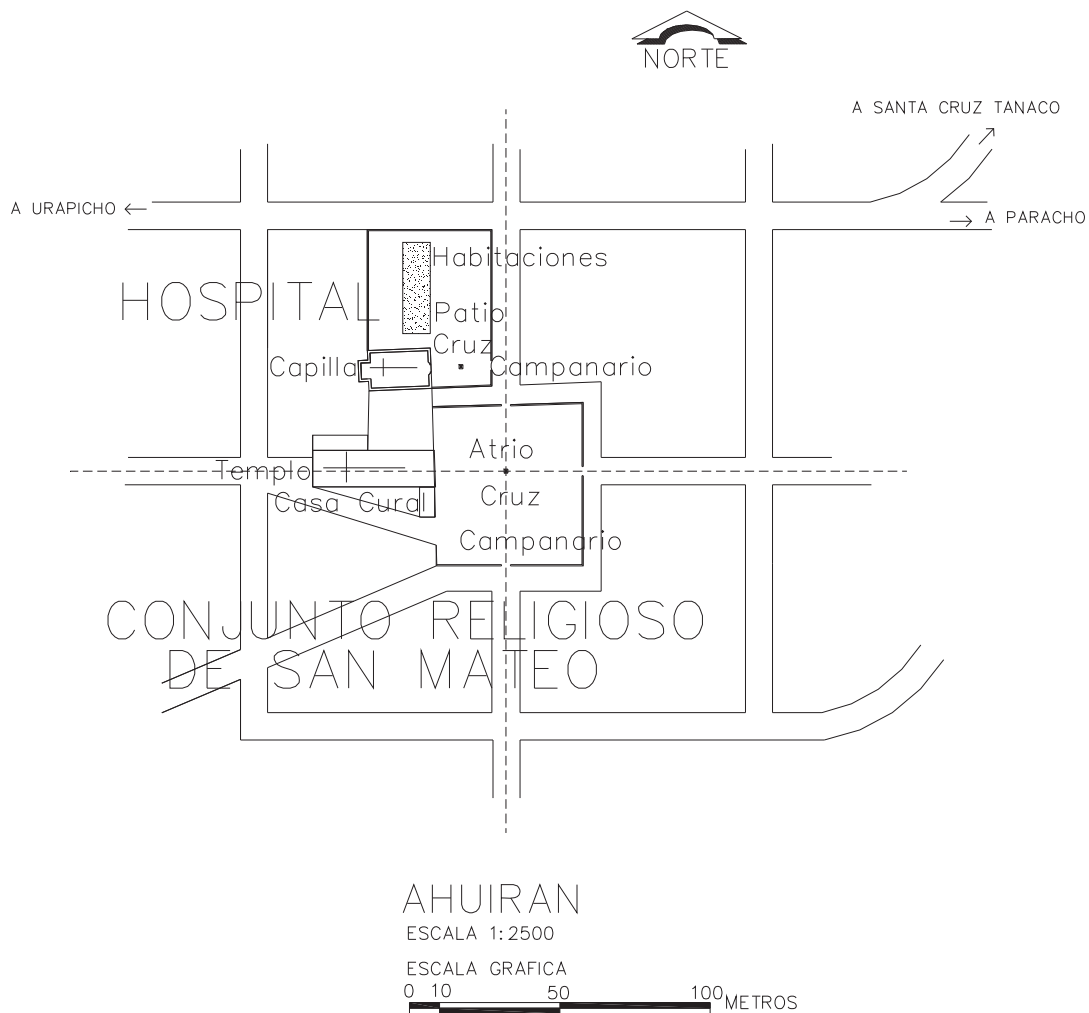 NORTE
A SANTA CRUZ TANACO
A URAPICHO
A PARACHO
Habitaciones
HOSPITAL
Patio
Cruz
Capilla
Campanario
Atrio
Templo
Cruz
Casa Cural
Campanario
CONJUNTO RELIGIOSO
DE SAN MATEO
AHUIRAN
ESCALA 1:2500
ESCALA GRAFICA
0 10 50 100 METROS